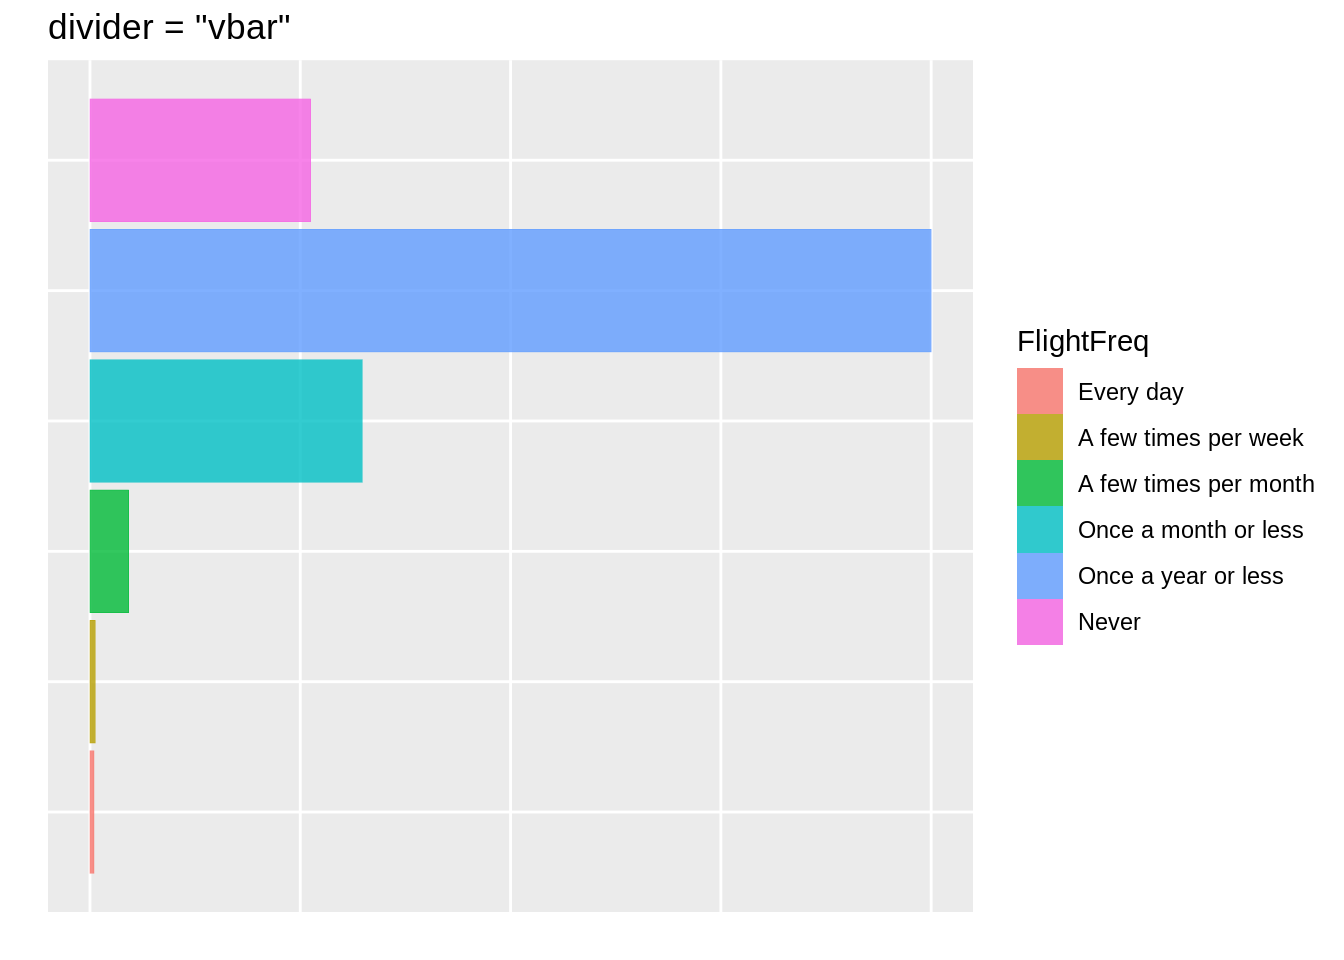 divider = "vbar"
FlightFreq
Every day
A few times per week
A few times per month
Once a month or less
Once a year or less
Never